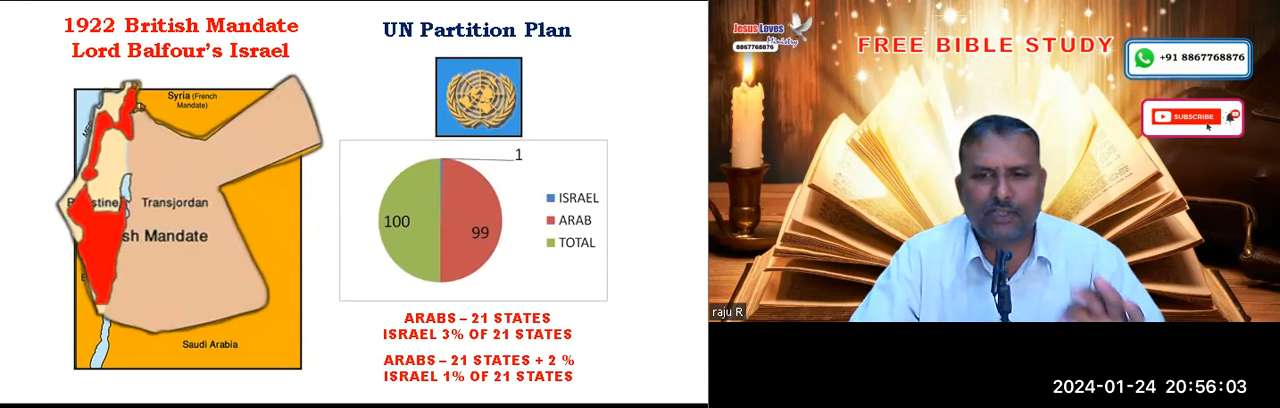 1922 British Mandate
Lord Balfour's Israel
Syria (French
Mandate)
Transjordan
sh Mandate
Saudi Arabia
UN Partition Plan
1
100
99
ISRAEL
ARAB
TOTAL
ARABS – 21 STATES
ISRAEL 3% OF 21 STATES
ARABS – 21 STATES + 2 %
ISRAEL 1% OF 21 STATES
Jesus Loves
Ministry
8867768876
FREE BIBLE STUDY
+91 8867768876
SUBSCRIBE
raju R
2024-01-24 20:56:03